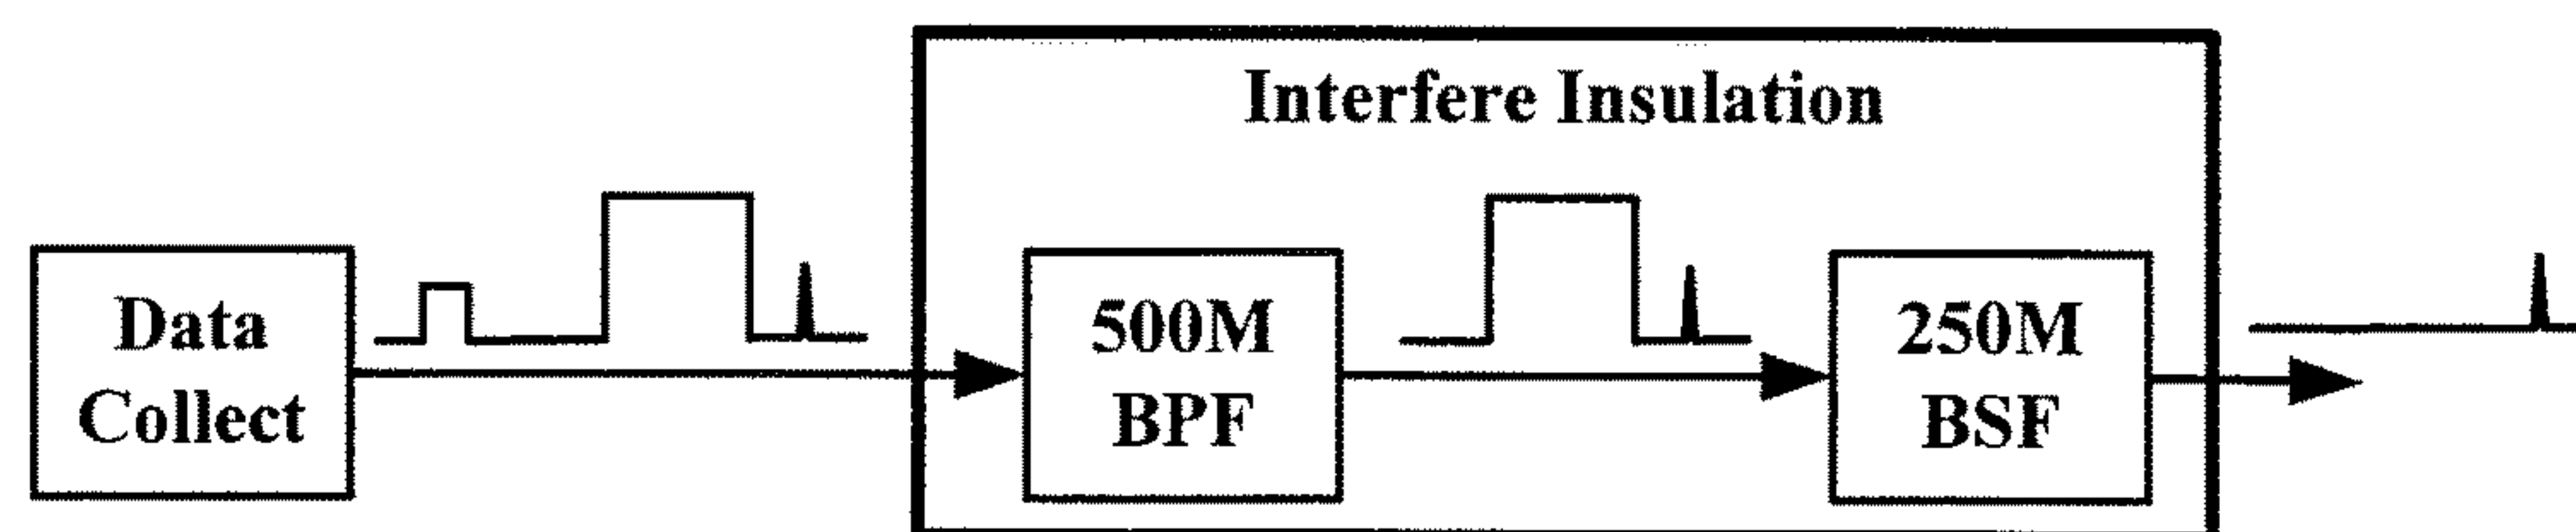 Interfere Insulation
Data
Collect
500M
BPF
250M
BSF